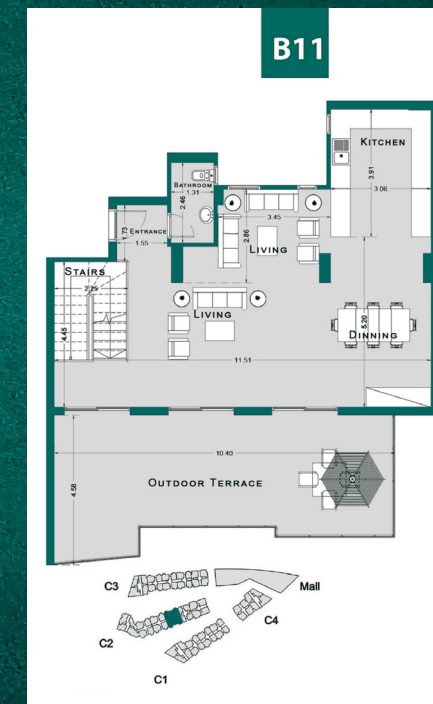 B11
KITCHEN
3.91
3.06
BATHROOM
1.31
2.46
3.45
ENTRANCE
1.55
1.73
2.86
LIVING
STAIRS
2.25
LIVING
4.45
5.20
DINNING
11.51
10.40
4.58
OUTDOOR TERRACE
C3
Mall
C4
C2
C1